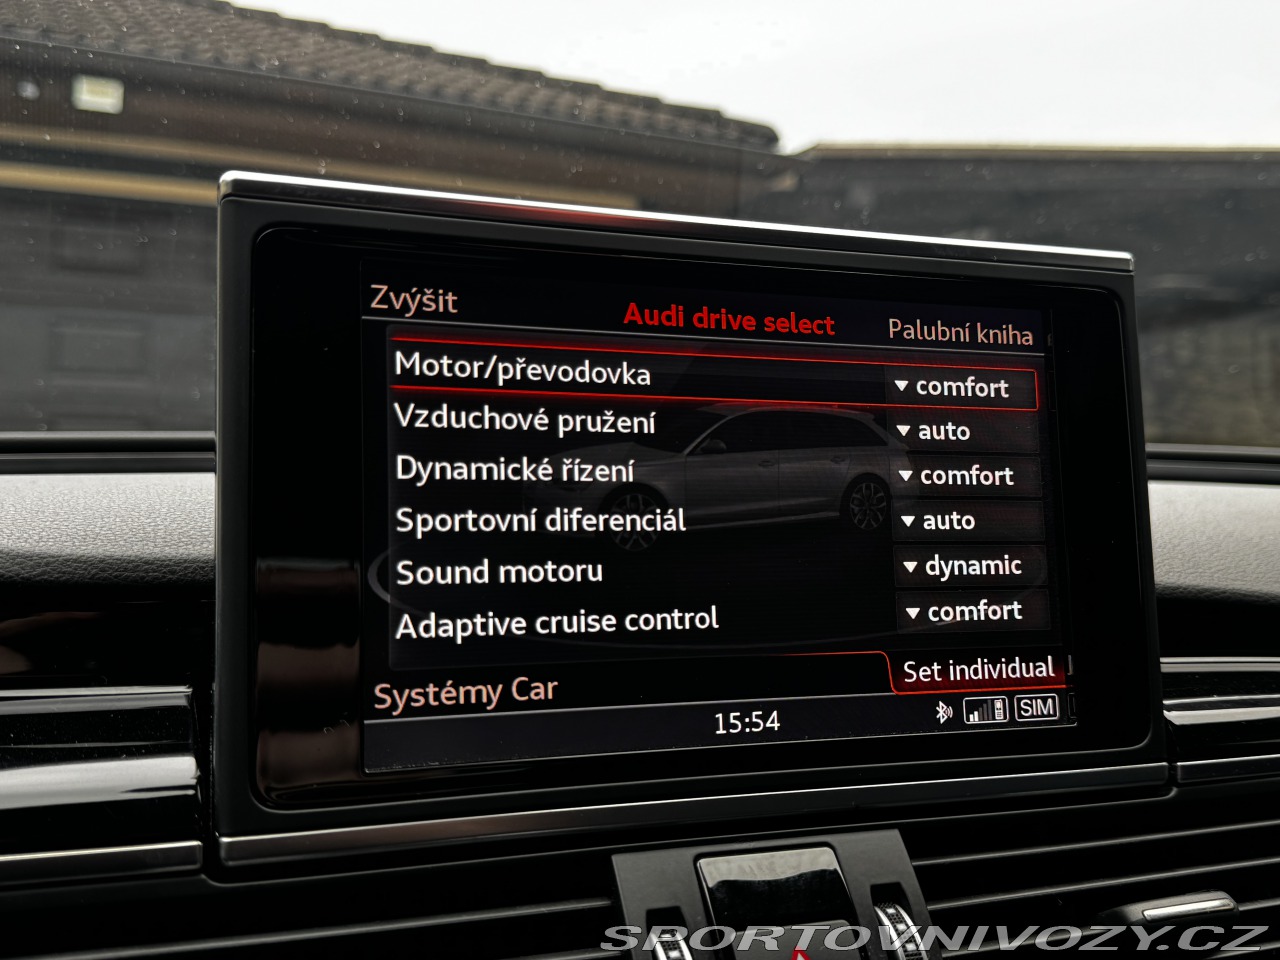 Zvýšit
Audi drive select
Palubní kniha
Motor/převodovka ▼ comfort
Vzduchové pružení ▼ auto
Dynamické řízení ▼ comfort
Sportovní diferenciál ▼ auto
Sound motoru ▼ dynamic
Adaptive cruise control ▼ comfort
Systémy Car
Set individual
15:54
SIM
SPORTOVNIVOZY.CZ